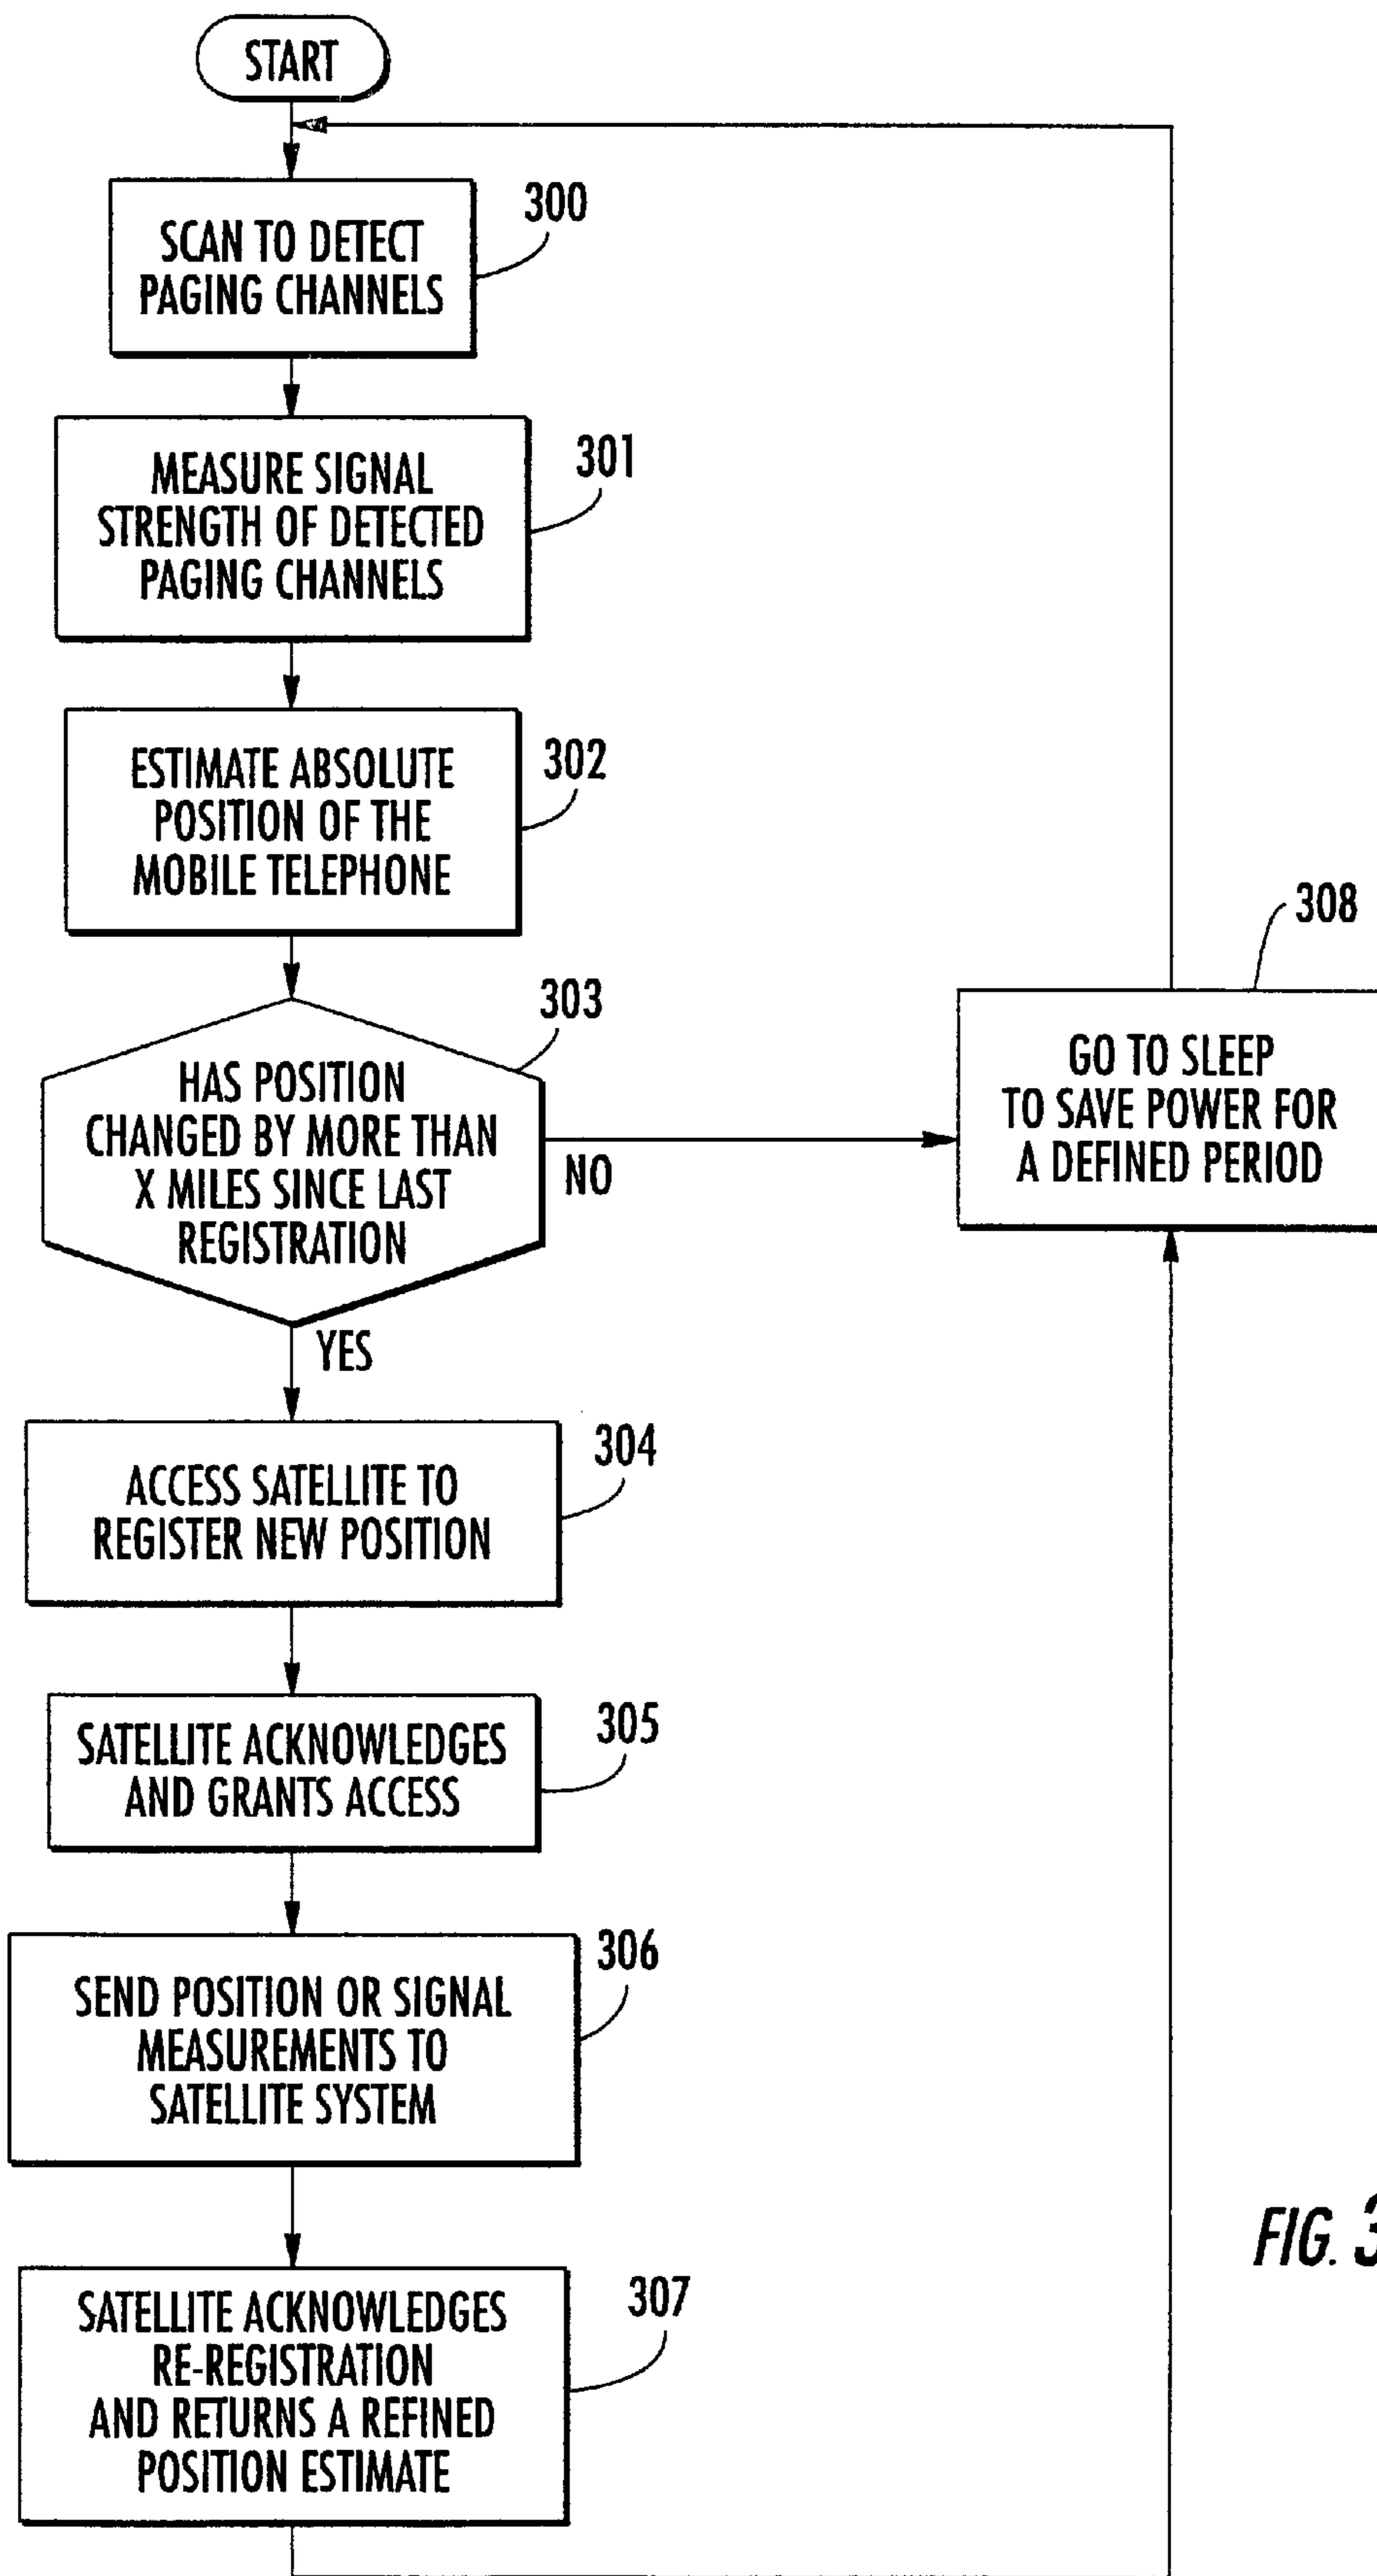 START
300
SCAN TO DETECT
PAGING CHANNELS
301
MEASURE SIGNAL
STRENGTH OF DETECTED
PAGING CHANNELS
302
ESTIMATE ABSOLUTE
POSITION OF THE
MOBILE TELEPHONE
303
HAS POSITION
CHANGED BY MORE THAN
X MILES SINCE LAST
REGISTRATION
NO
YES
308
GO TO SLEEP
TO SAVE POWER FOR
A DEFINED PERIOD
304
ACCESS SATELLITE TO
REGISTER NEW POSITION
305
SATELLITE ACKNOWLEDGES
AND GRANTS ACCESS
306
SEND POSITION OR SIGNAL
MEASUREMENTS TO
SATELLITE SYSTEM
307
SATELLITE ACKNOWLEDGES
RE-REGISTRATION
AND RETURNS A REFINED
POSITION ESTIMATE
FIG. 3